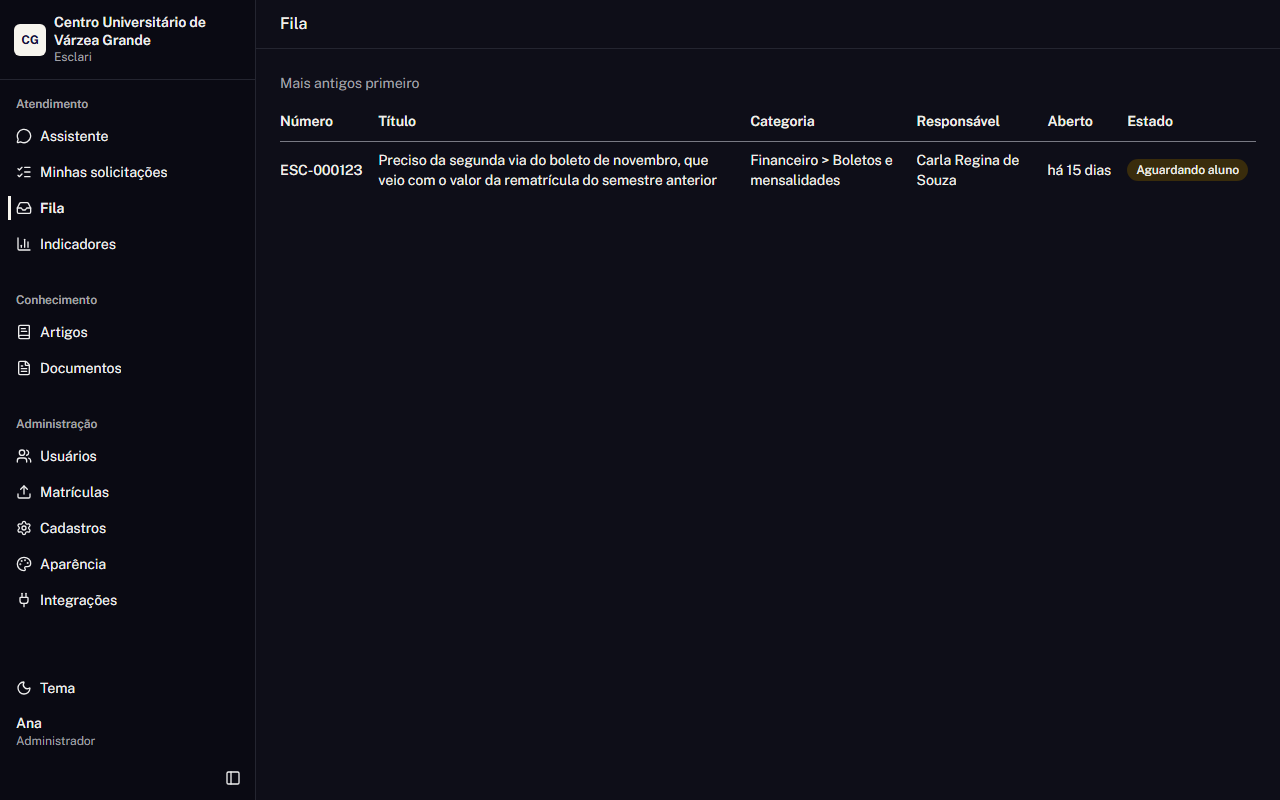 CG
Centro Universitário de
Várzea Grande
Esclari
Atendimento
Assistente
Minhas solicitações
Fila
Indicadores
Conhecimento
Artigos
Documentos
Administração
Usuários
Matrículas
Cadastros
Aparência
Integrações
Tema
Ana
Administrador
Fila
Mais antigos primeiro
Número Título Categoria Responsável Aberto Estado
ESC-000123
Preciso da segunda via do boleto de novembro, que
veio com o valor da rematrícula do semestre anterior
Financeiro > Boletos e
mensalidades
Carla Regina de
Souza
há 15 dias
Aguardando aluno